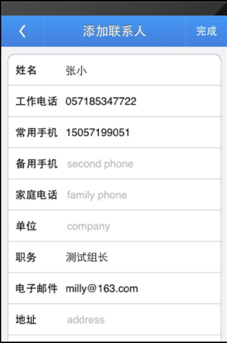 添加联系人 完成
姓名 张小
工作电话 057185347722
常用手机 15057199051
备用手机 second phone
家庭电话 family phone
单位 company
职务 测试组长
电子邮件 milly@163.com
地址 address